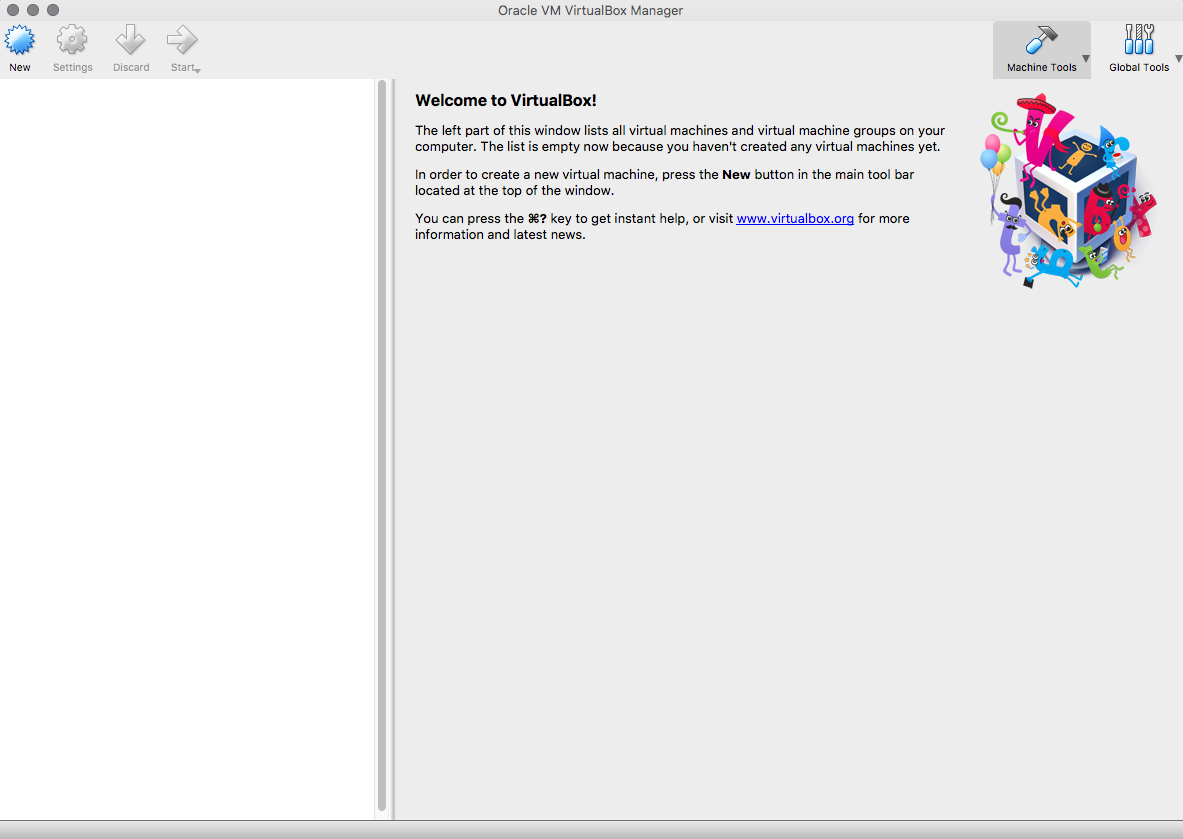 Oracle VM VirtualBox Manager
New
Settings
Discard
Start
Machine Tools
Global Tools
Welcome to VirtualBox!
The left part of this window lists all virtual machines and virtual machine groups on your
computer. The list is empty now because you haven't created any virtual machines yet.
In order to create a new virtual machine, press the New button in the main tool bar
located at the top of the window.
You can press the ⌘? key to get instant help, or visit www.virtualbox.org for more
information and latest news.